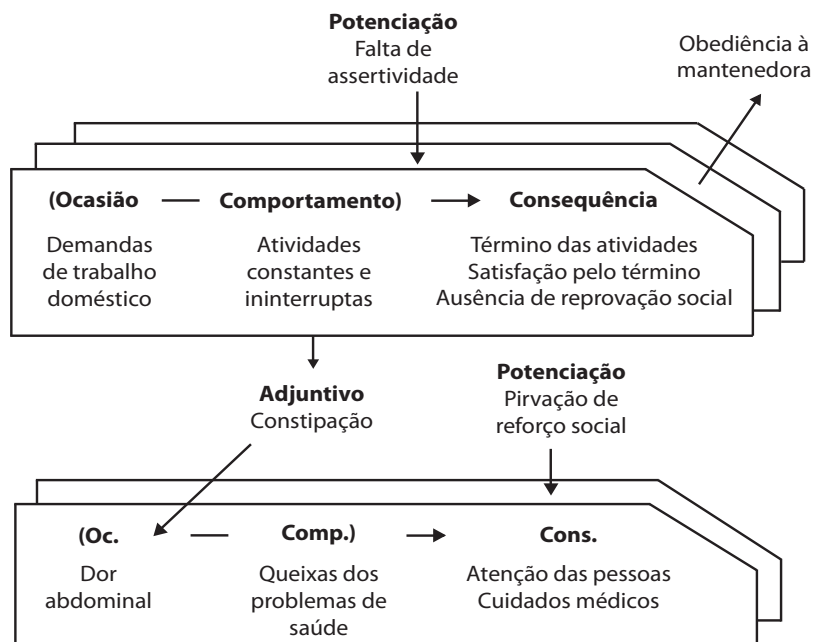 Potenciação
Falta de
assertividade
Obediência à
mantenedora
(Ocasião — Comportamento) Consequência
Demandas
de trabalho
doméstico
Atividades
constantes e
ininterruptas
Término das atividades
Satisfação pelo término
Ausência de reprovação social
Adjuntivo
Constipação
Potenciação
Pirvação de
reforço social
(Oc. — Comp.) Cons.
Dor
abdominal
Queixas dos
problemas de
saúde
Atenção das pessoas
Cuidados médicos